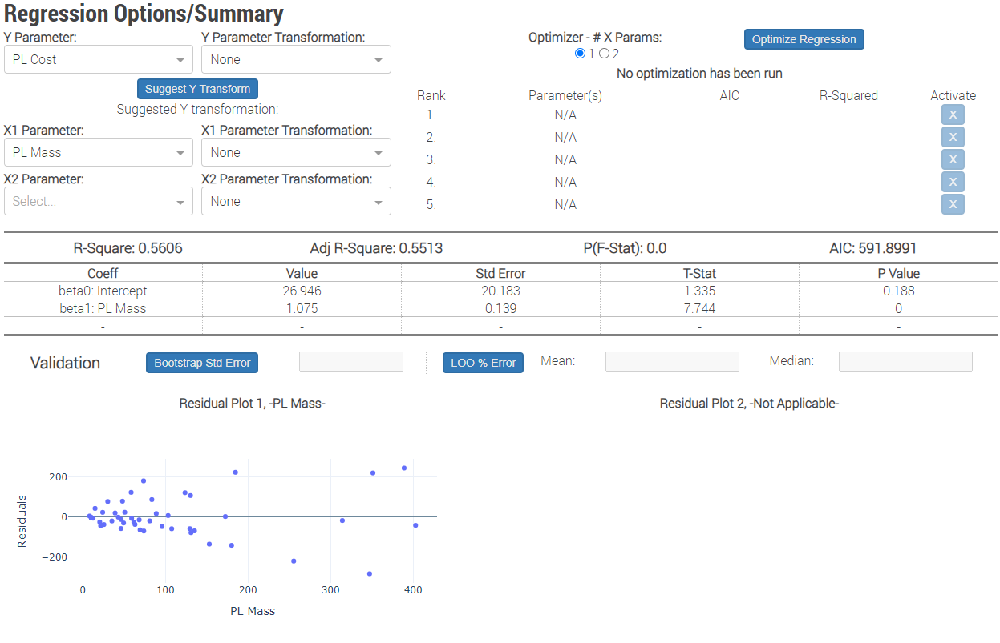 Regression Options/Summary
Y Parameter: Y Parameter Transformation: Optimizer - # X Params: Optimize Regression
PL Cost None 1 2
No optimization has been run
Suggest Y Transform Rank Parameter(s) AIC R-Squared Activate
Suggested Y transformation: 1. N/A X
X1 Parameter: X1 Parameter Transformation: 2. N/A X
PL Mass None 3. N/A X
X2 Parameter: X2 Parameter Transformation: 4. N/A X
Select... None 5. N/A X
R-Square: 0.5606 Adj R-Square: 0.5513 P(F-Stat): 0.0 AIC: 591.8991
Coeff Value Std Error T-Stat P Value
beta0: Intercept 26.946 20.183 1.335 0.188
beta1: PL Mass 1.075 0.139 7.744 0
- - - - -
Validation Bootstrap Std Error LOO % Error Mean: Median:
Residual Plot 1, -PL Mass- Residual Plot 2, -Not Applicable-
200
0
−200
Residuals
0 100 200 300 400
PL Mass